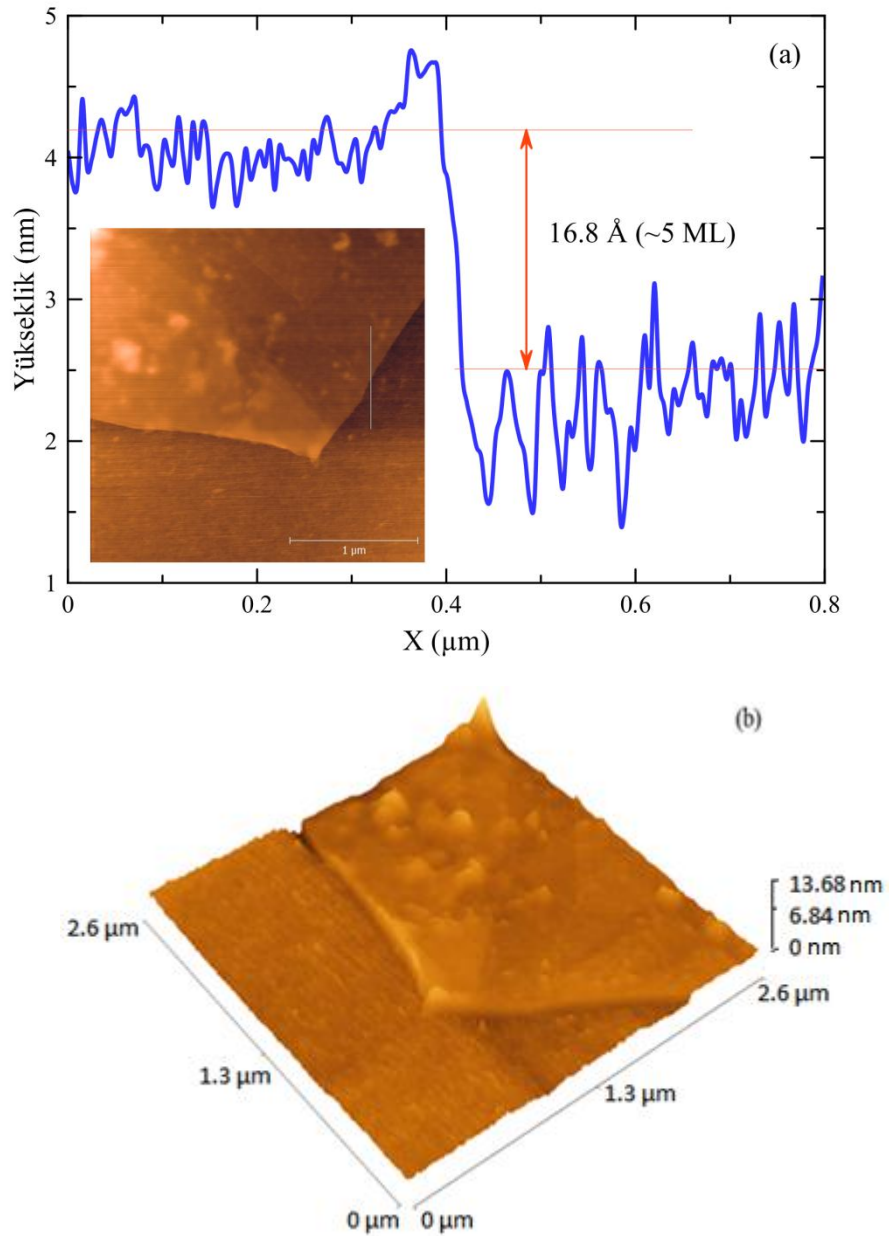 (a)
5
4
3
2
1
Yükseklik (nm)
16.8 Å (~5 ML)
1 µm
0
0.2
0.4
0.6
0.8
X (µm)
(b)
13.68 nm
6.84 nm
0 nm
2.6 µm
2.6 µm
1.3 µm
1.3 µm
0 µm
0 µm